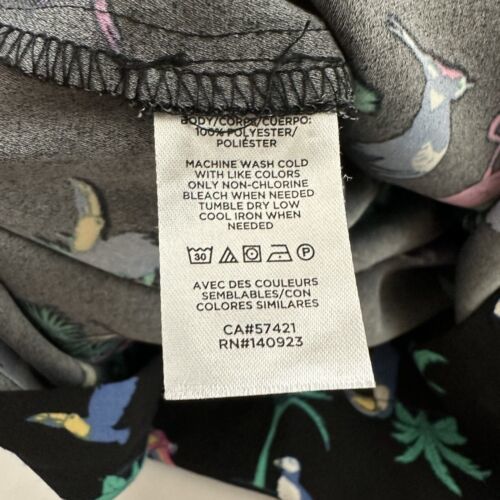 BODY/CORPS/CUERPO:
100% POLYESTER/
POLIÉSTER
MACHINE WASH COLD
WITH LIKE COLORS
ONLY NON-CHLORINE
BLEACH WHEN NEEDED
TUMBLE DRY LOW
COOL IRON WHEN
NEEDED
30 P
AVEC DES COULEURS
SEMBLABLES/CON
COLORES SIMILARES
CA#57421
RN#140923